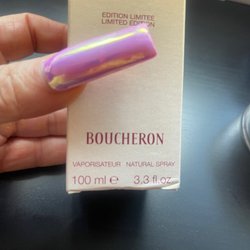 EDITION LIMITEE
LIMITED EDITION
BOUCHERON
VAPORISATEUR NATURAL SPRAY
100 ml ℮ 3,3 fl oz